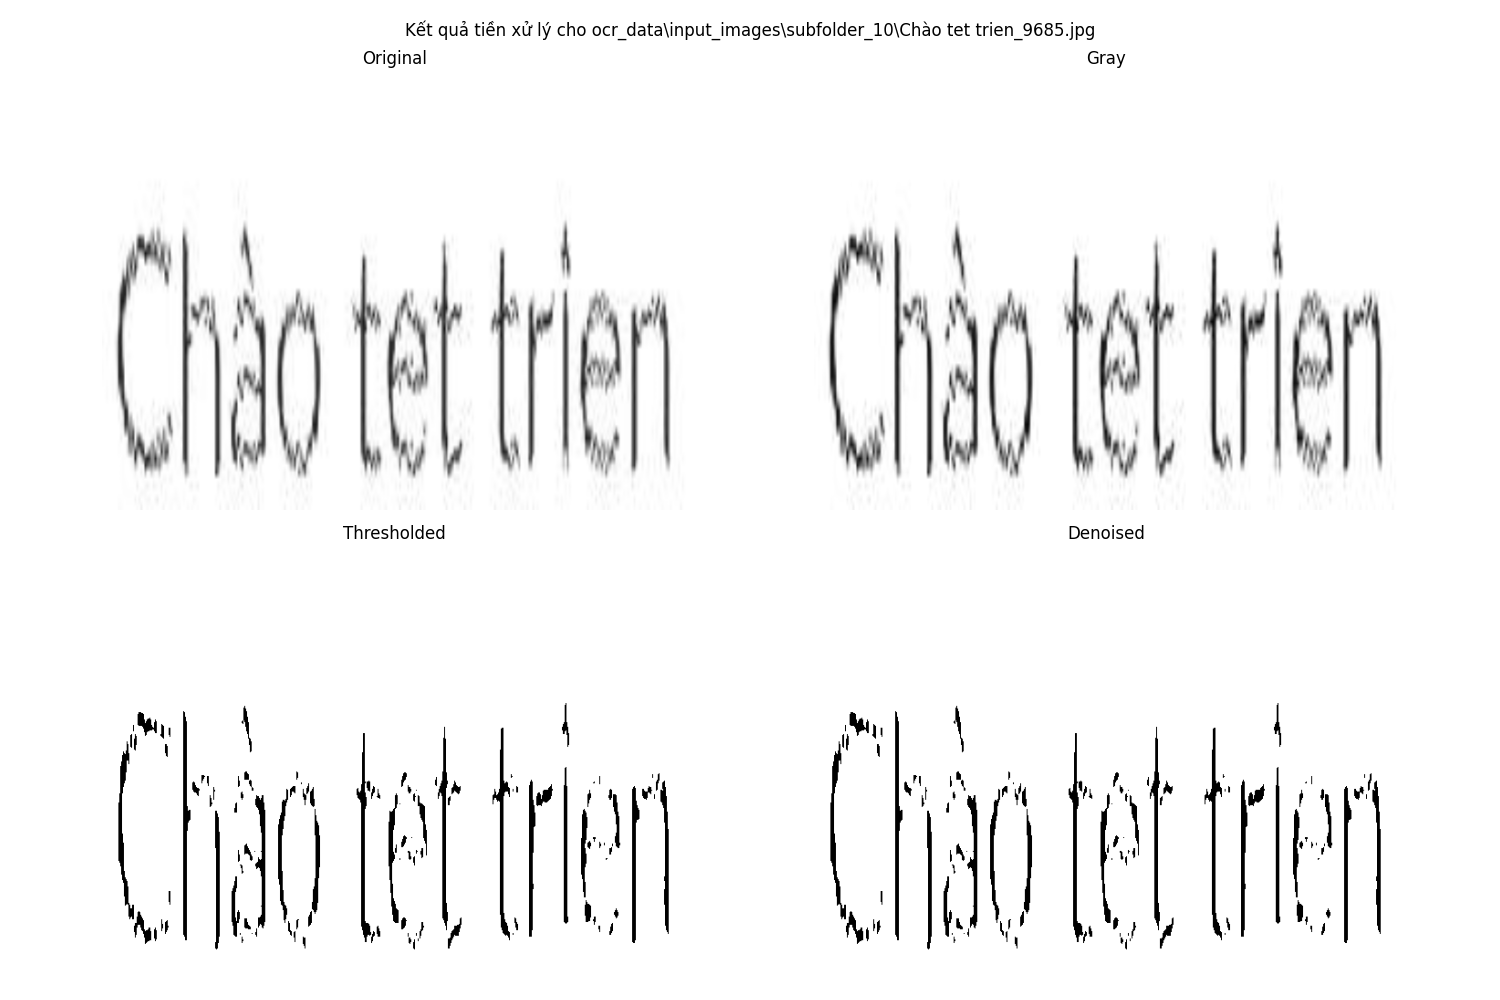 Kết quả tiền xử lý cho ocr_data\input_images\subfolder_10\Chào tet trien_9685.jpg
Original
Gray
Chào tet trien
Chào tet trien
Thresholded
Denoised
Chào tet trien
Chào tet trien